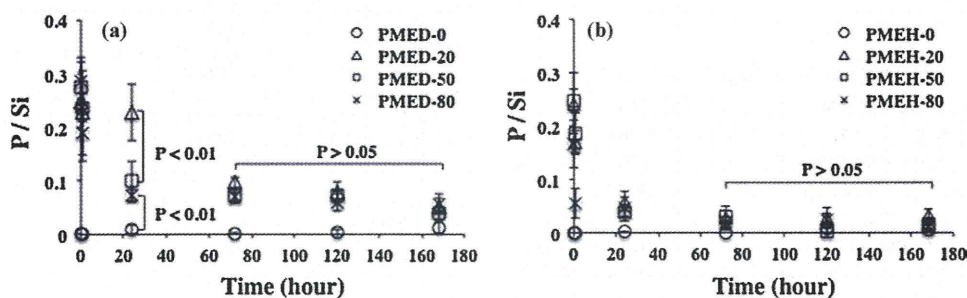 (a)
PMED-0
PMED-20
PMED-50
PMED-80
P < 0.01
P < 0.01
P > 0.05
P / Si
0.4
0.3
0.2
0.1
0
0 20 40 60 80 100 120 140 160 180
Time (hour)
(b)
PMEH-0
PMEH-20
PMEH-50
PMEH-80
P > 0.05
P / Si
0.4
0.3
0.2
0.1
0
0 20 40 60 80 100 120 140 160 180
Time (hour)